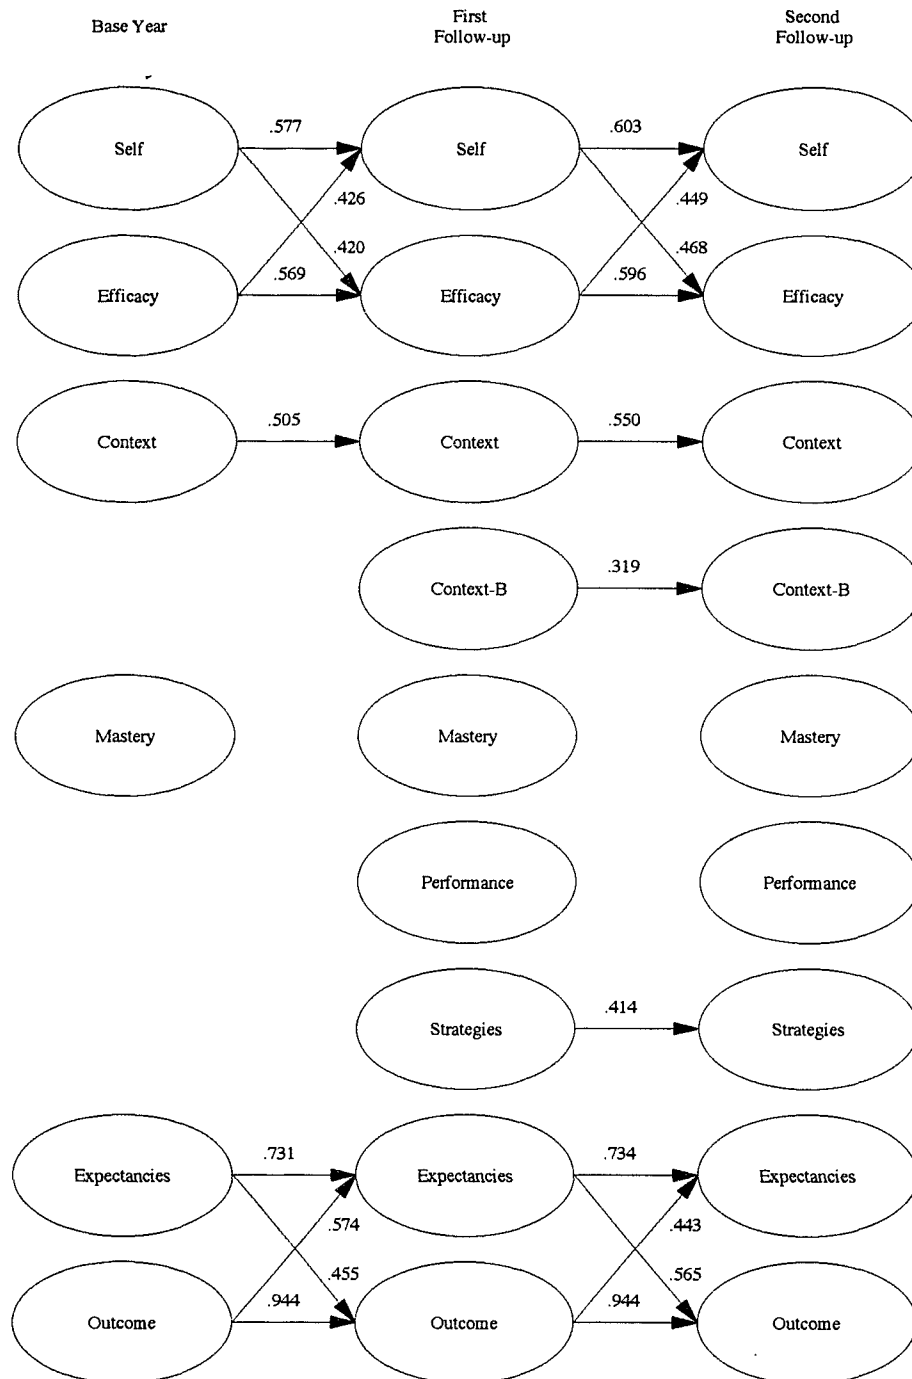 Base Year
First
Follow-up
Second
Follow-up
Self
.577
Self
.603
Self
.426
.449
.420
.468
Efficacy
.569
Efficacy
.596
Efficacy
Context
.505
Context
.550
Context
Context-B
.319
Context-B
Mastery
Mastery
Mastery
Performance
Performance
Strategies
.414
Strategies
Expectancies
.731
Expectancies
.734
Expectancies
.574
.443
.455
.565
Outcome
.944
Outcome
.944
Outcome